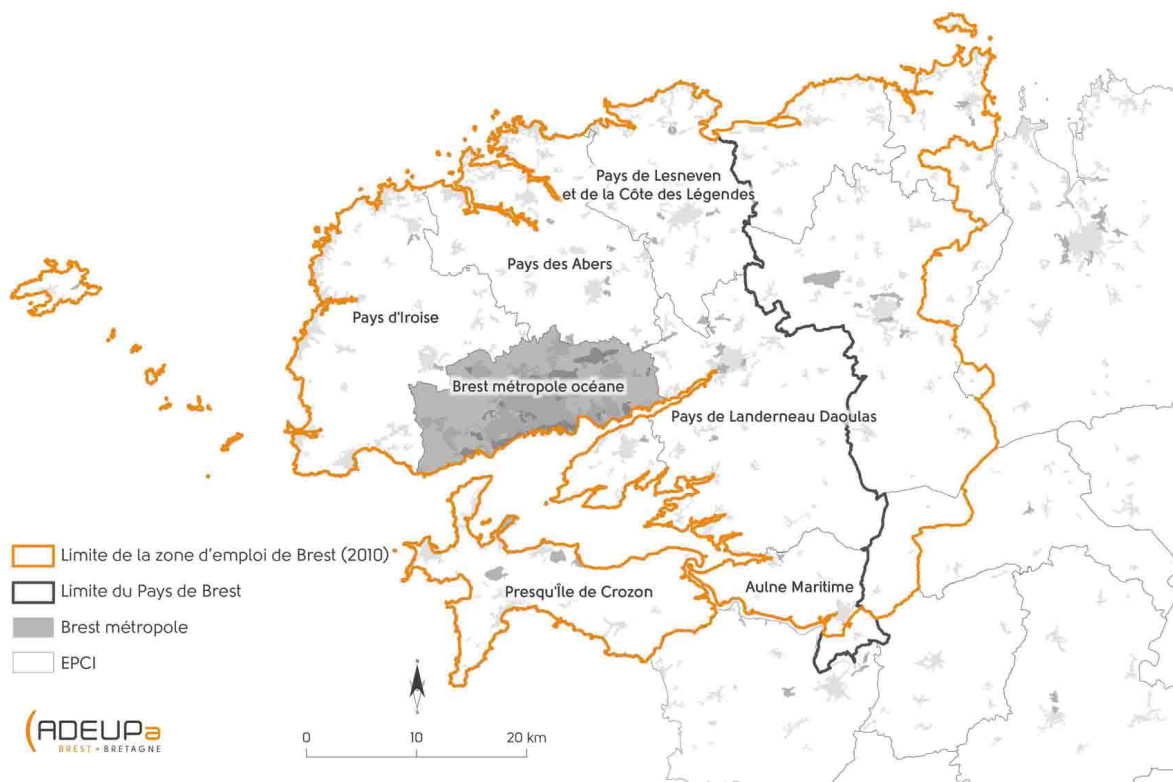 Pays de Lesneven
et de la Côte des Légendes
Pays des Abers
Pays d'Iroise
Brest métropole océane
Pays de Landerneau Daoulas
Presqu'Île de Crozon
Aulne Maritime
Limite de la zone d'emploi de Brest (2010)
Limite du Pays de Brest
Brest métropole
EPCI
ADEUPa
BREST • BRETAGNE
N
0 10 20 km